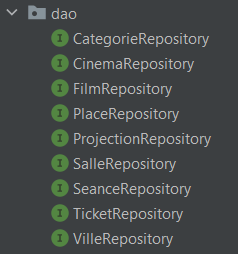 dao
CategorieRepository
CinemaRepository
FilmRepository
PlaceRepository
ProjectionRepository
SalleRepository
SeanceRepository
TicketRepository
VilleRepository